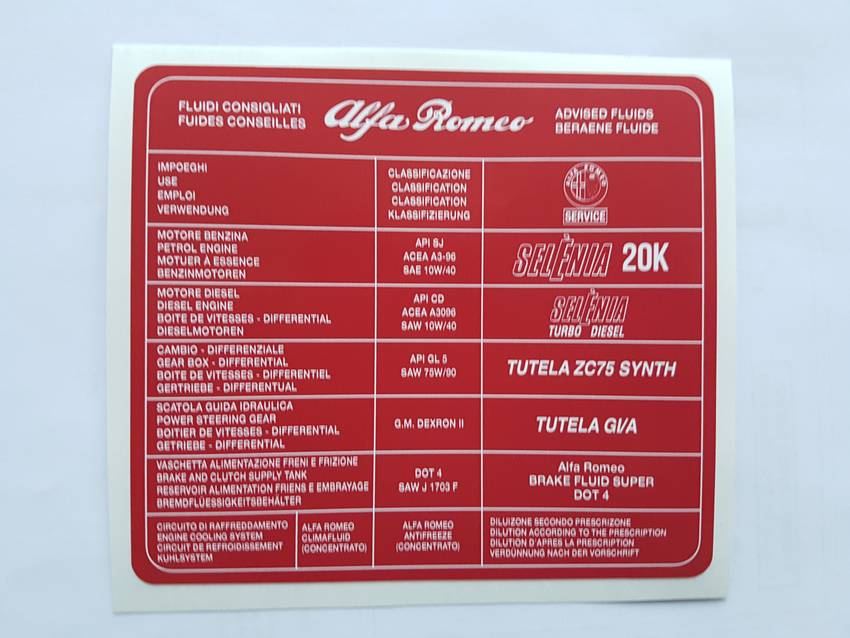 FLUIDI CONSIGLIATI
FUIDES CONSEILLES
Alfa Romeo
ADVISED FLUIDS
BERAENE FLUIDE
IMPOEGHI
USE
EMPLOI
VERWENDUNG
CLASSIFICAZIONE
CLASSIFICATION
CLASSIFICATION
KLASSIFIZIERUNG
ALFA ROMEO
SERVICE
MOTORE BENZINA
PETROL ENGINE
MOTUER À ESSENCE
BENZINMOTOREN
API SJ
ACEA A3-96
SAE 10W/40
SELÈNIA 20K
MOTORE DIESEL
DIESEL ENGINE
BOITE DE VITESSES - DIFFERENTIAL
DIESELMOTOREN
API CD
ACEA A3096
SAW 10W/40
SELÈNIA
TURBO DIESEL
CAMBIO - DIFFERENZIALE
GEAR BOX - DIFFERENTIAL
BOITE DE VITESSES - DIFFERENTIEL
GERTRIEBE - DIFFERENTUAL
API GL 5
SAW 75W/90
TUTELA ZC75 SYNTH
SCATOLA GUIDA IDRAULICA
POWER STEERING GEAR
BOITIER DE VITESSES - DIFFERENTIAL
GETRIEBE - DIFFERENTIAL
G.M. DEXRON II
TUTELA GI/A
VASCHETTA ALIMENTAZIONE FRENI E FRIZIONE
BRAKE AND CLUTCH SUPPLY TANK
RESERVOIR ALIMENTATION FRIENS E EMBRAYAGE
BREMDFLÜESSIGKEITSBEHÄLTER
DOT 4
SAW J 1703 F
Alfa Romeo
BRAKE FLUID SUPER
DOT 4
CIRCUITO DI RAFFREDDAMENTO
ENGINE COOLING SYSTEM
CIRCUIT DE REFROIDISSEMENT
KÜHLSYSTEM
ALFA ROMEO
CLIMAFLUID
(CONCENTRATO)
ALFA ROMEO
ANTIFREEZE
(CONCENTRATO)
DILUIZONE SECONDO PRESCRIZONE
DILUTION ACCORDING TO THE PRESCRIPTION
DILUTION D'APRES LA PRESCRIPTION
VERDÜNNUNG NACH DER VORSCHRIFT